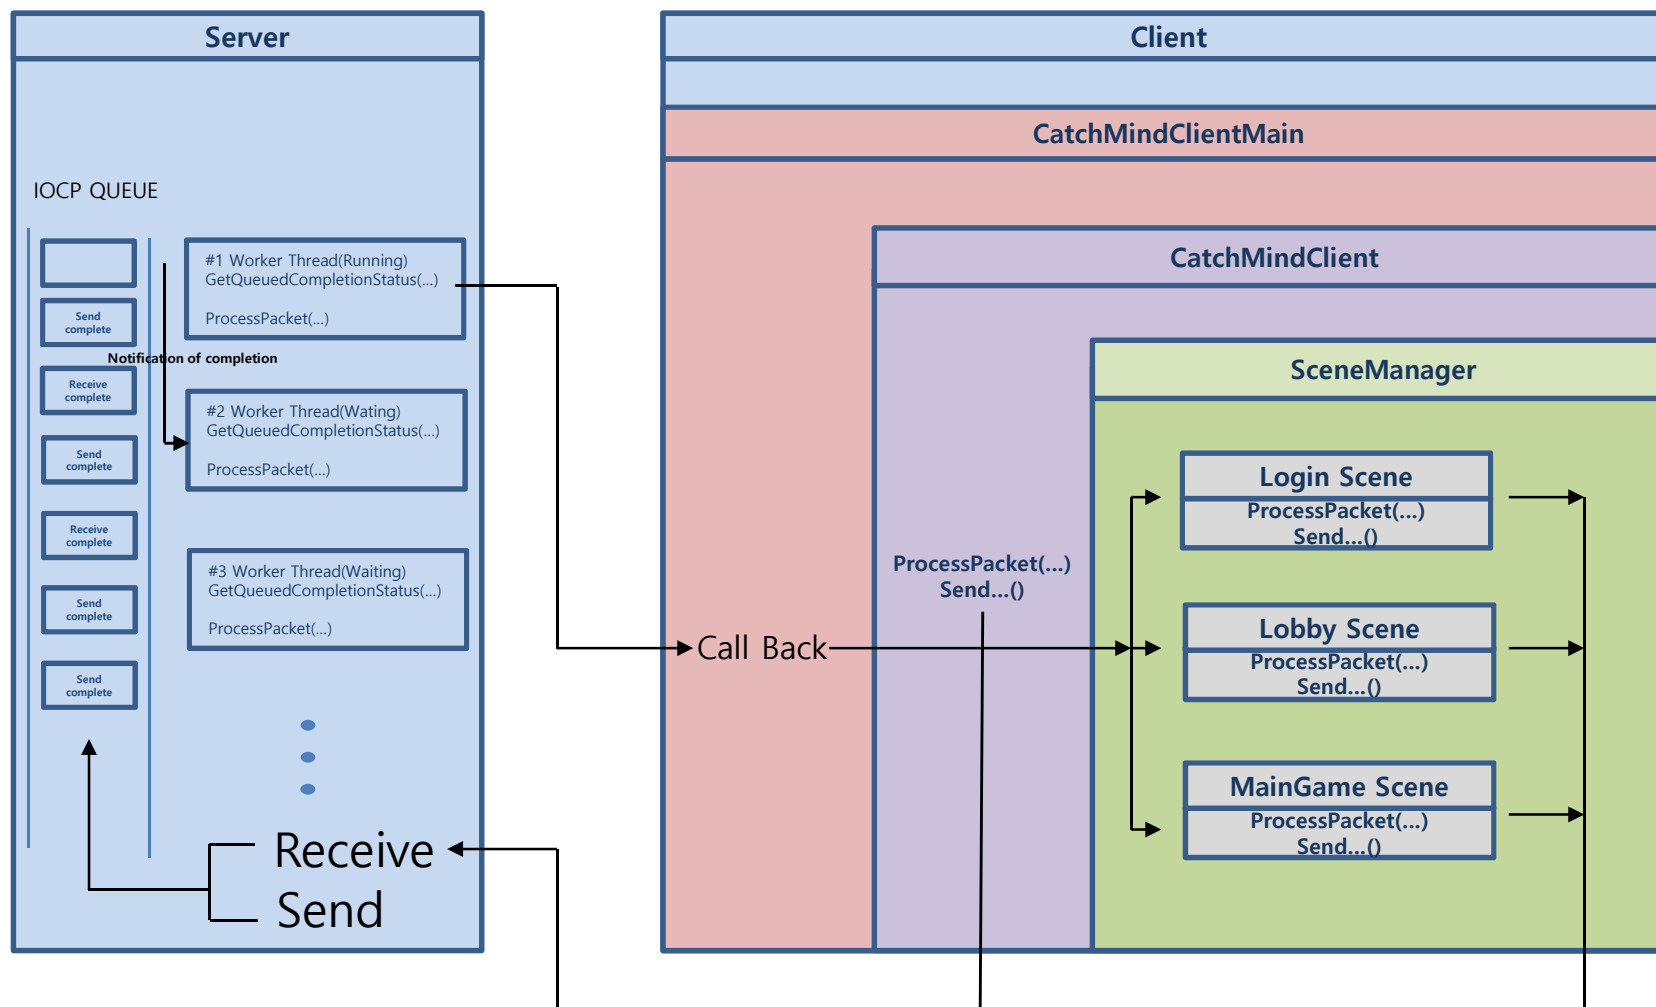 Server
IOCP QUEUE
Send
complete
Receive
complete
Send
complete
Receive
complete
Send
complete
Send
complete
Notification of completion
#1 Worker Thread(Running)
GetQueuedCompletionStatus(...)
ProcessPacket(...)
#2 Worker Thread(Wating)
GetQueuedCompletionStatus(...)
ProcessPacket(...)
#3 Worker Thread(Waiting)
GetQueuedCompletionStatus(...)
ProcessPacket(...)
Receive
Send
Client
CatchMindClientMain
Call Back
CatchMindClient
ProcessPacket(...)
Send...()
SceneManager
Login Scene
ProcessPacket(...)
Send...()
Lobby Scene
ProcessPacket(...)
Send...()
MainGame Scene
ProcessPacket(...)
Send...()